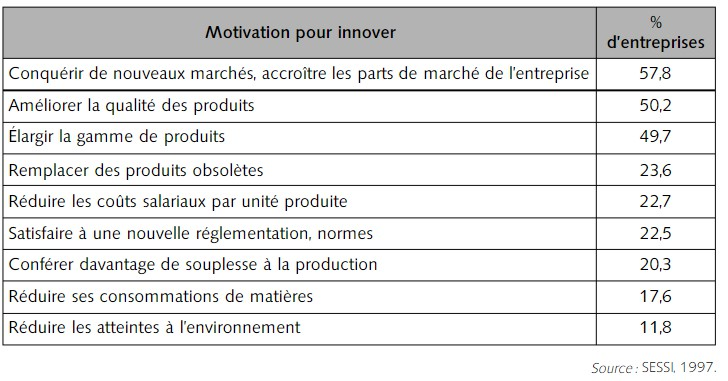 Motivation pour innover
%
d'entreprises
Conquérir de nouveaux marchés, accroître les parts de marché de l'entreprise 57,8
Améliorer la qualité des produits 50,2
Élargir la gamme de produits 49,7
Remplacer des produits obsolètes 23,6
Réduire les coûts salariaux par unité produite 22,7
Satisfaire à une nouvelle réglementation, normes 22,5
Conférer davantage de souplesse à la production 20,3
Réduire ses consommations de matières 17,6
Réduire les atteintes à l'environnement 11,8
Source : SESSI, 1997.